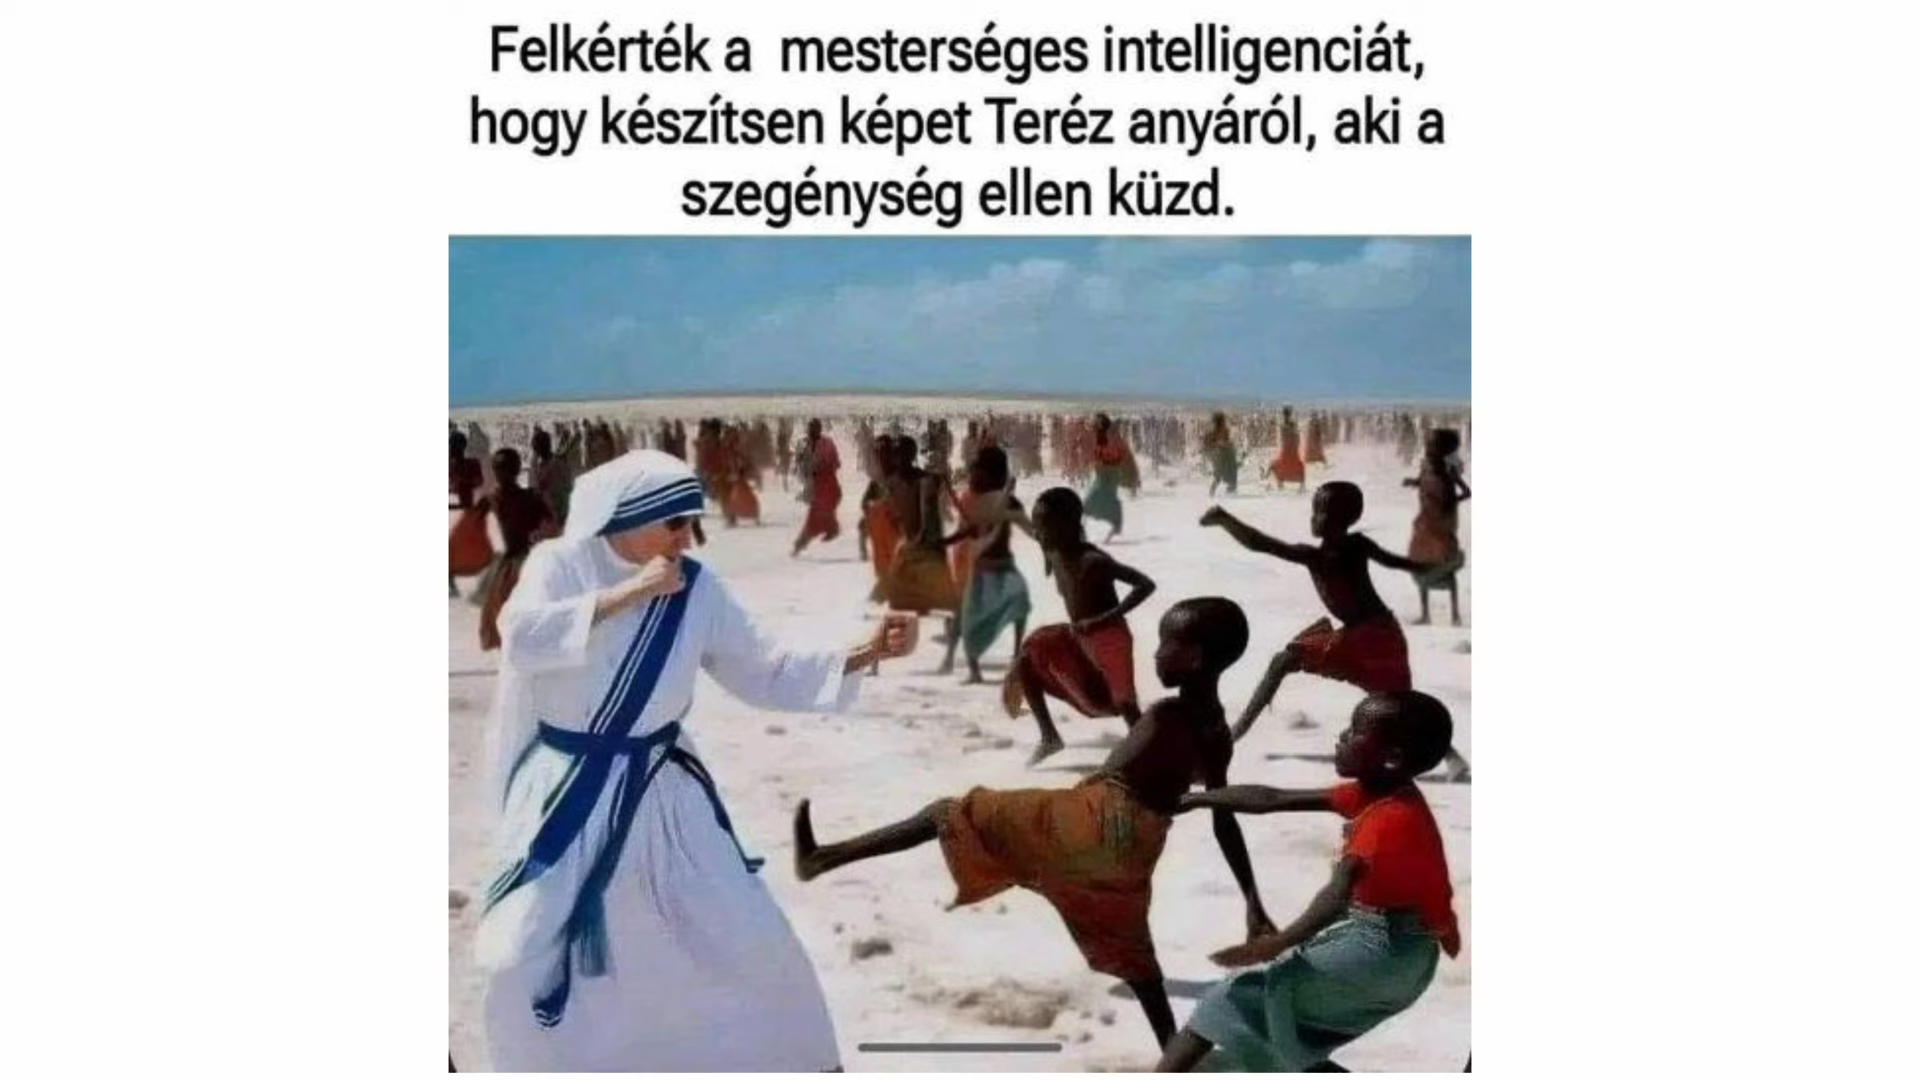 Felkérték a mesterséges intelligenciát,
hogy készítsen képet Teréz anyáról, aki a
szegénység ellen küzd.